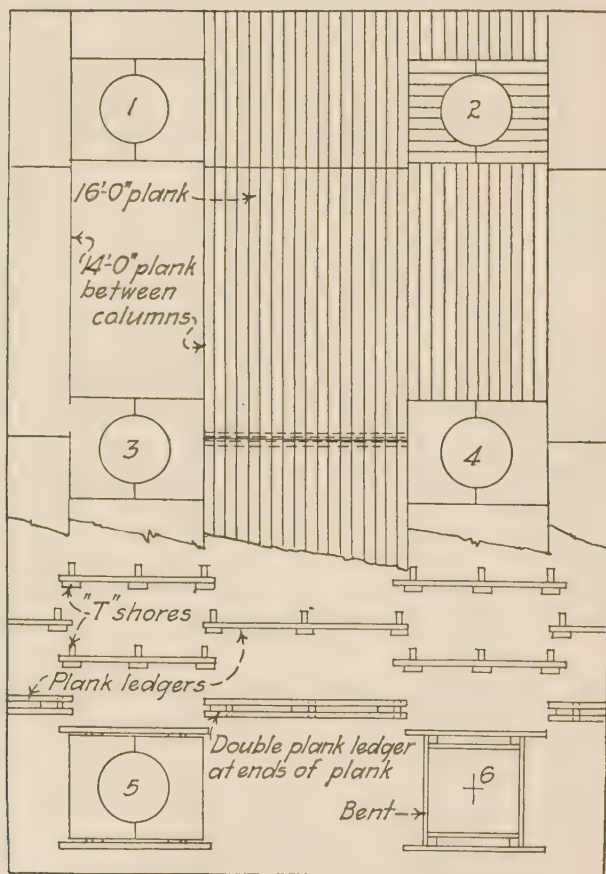 1
2
16'-0" plank
14'-0" plank
between
columns
3
4
"T" shores
Plank ledgers
Double plank ledger
at ends of plank
5
6
Bent